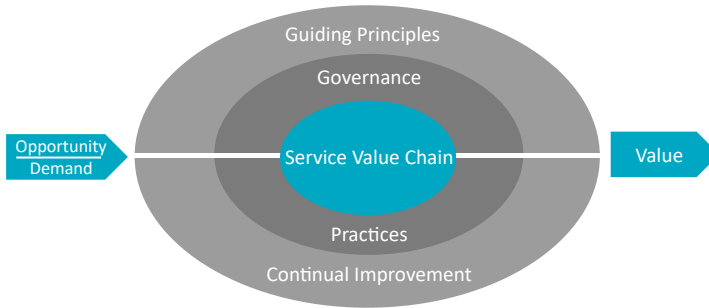 Guiding Principles
Governance
Opportunity
Demand
Service Value Chain
Value
Practices
Continual Improvement